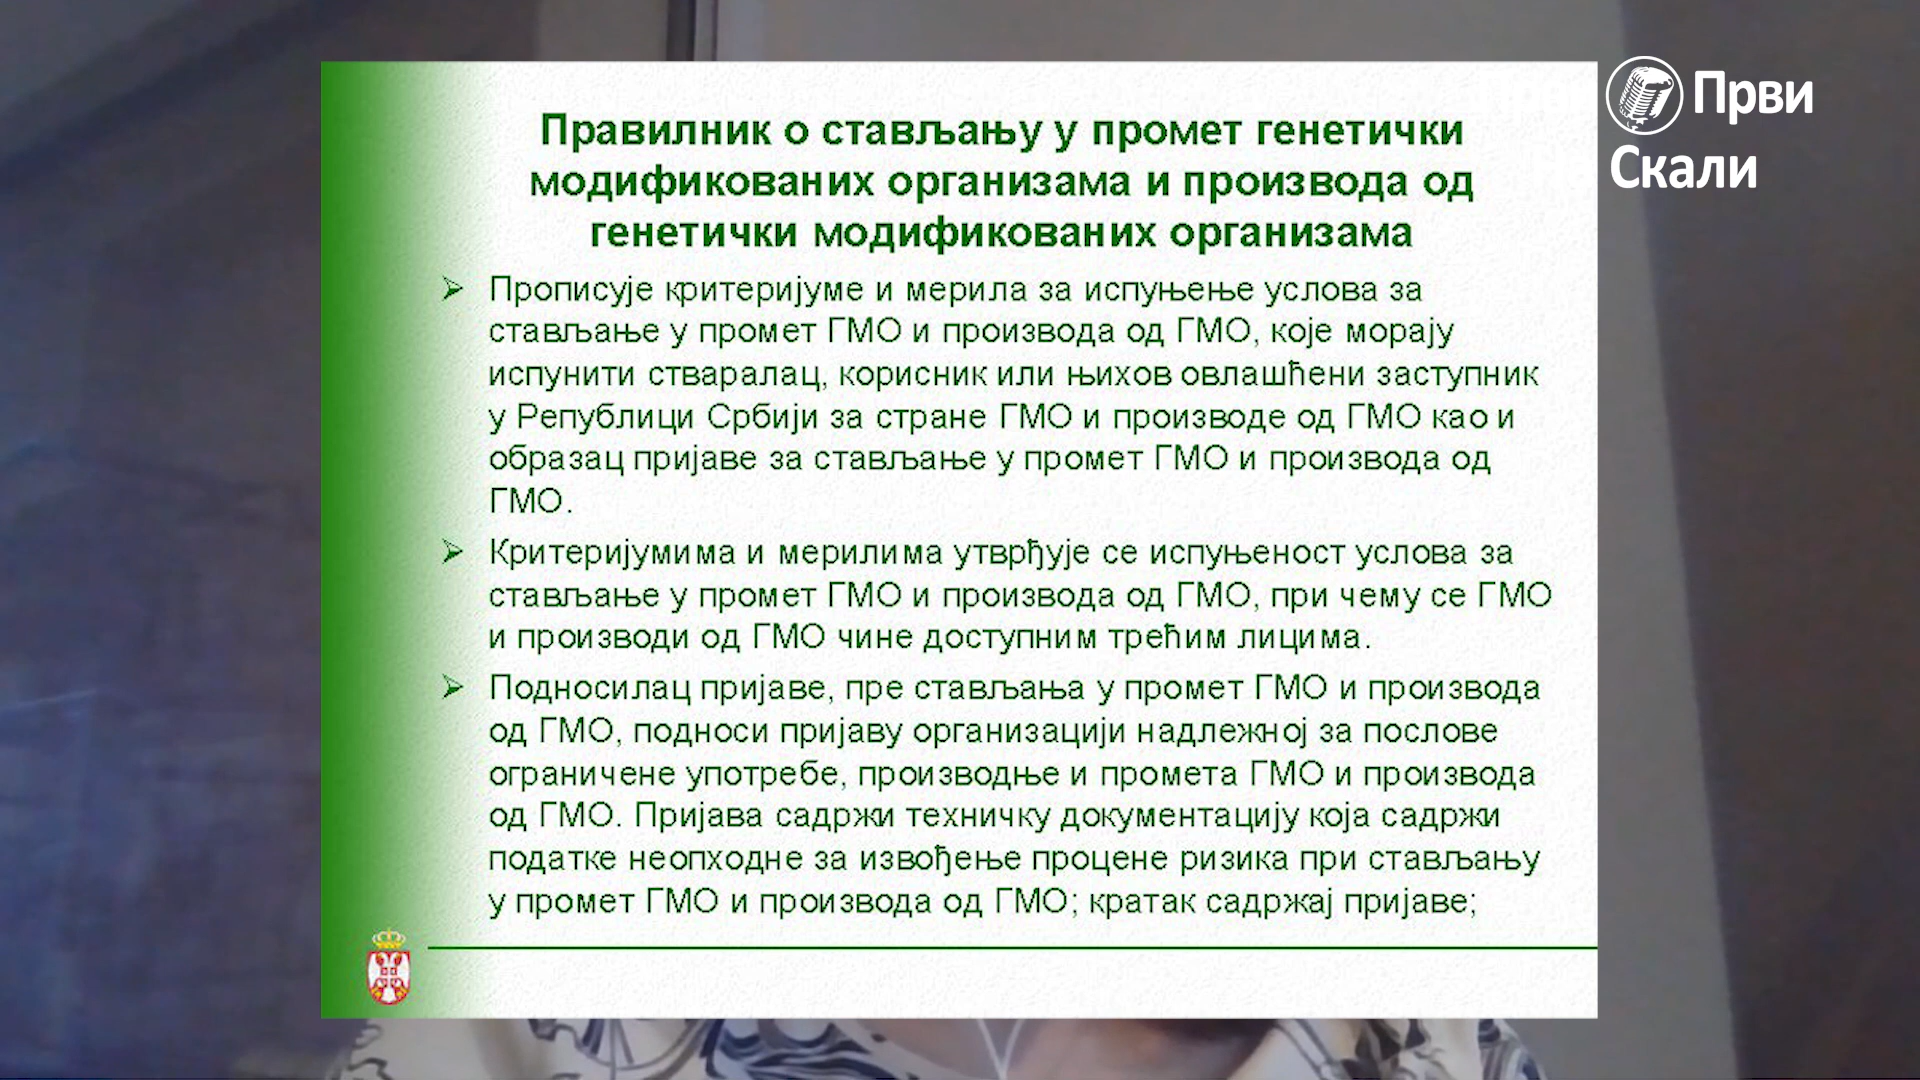 Први
Скали
Правилник о стављању у промет генетички
модификованих организама и производа од
генетички модификованих организама
➢ Прописује критеријуме и мерила за испуњење услова за
стављање у промет ГМО и производа од ГМО, које морају
испунити стваралац, корисник или њихов овлашћени заступник
у Републици Србији за стране ГМО и производе од ГМО као и
образац пријаве за стављање у промет ГМО и производа од
ГМО.
➢ Критеријумима и мерилима утврђује се испуњеност услова за
стављање у промет ГМО и производа од ГМО, при чему се ГМО
и производи од ГМО чине доступним трећим лицима.
➢ Подносилац пријаве, пре стављања у промет ГМО и производа
од ГМО, подноси пријаву организацији надлежној за послове
ограничене употребе, производње и промета ГМО и производа
од ГМО. Пријава садржи техничку документацију која садржи
податке неопходне за извођење процене ризика при стављању
у промет ГМО и производа од ГМО; кратак садржај пријаве;